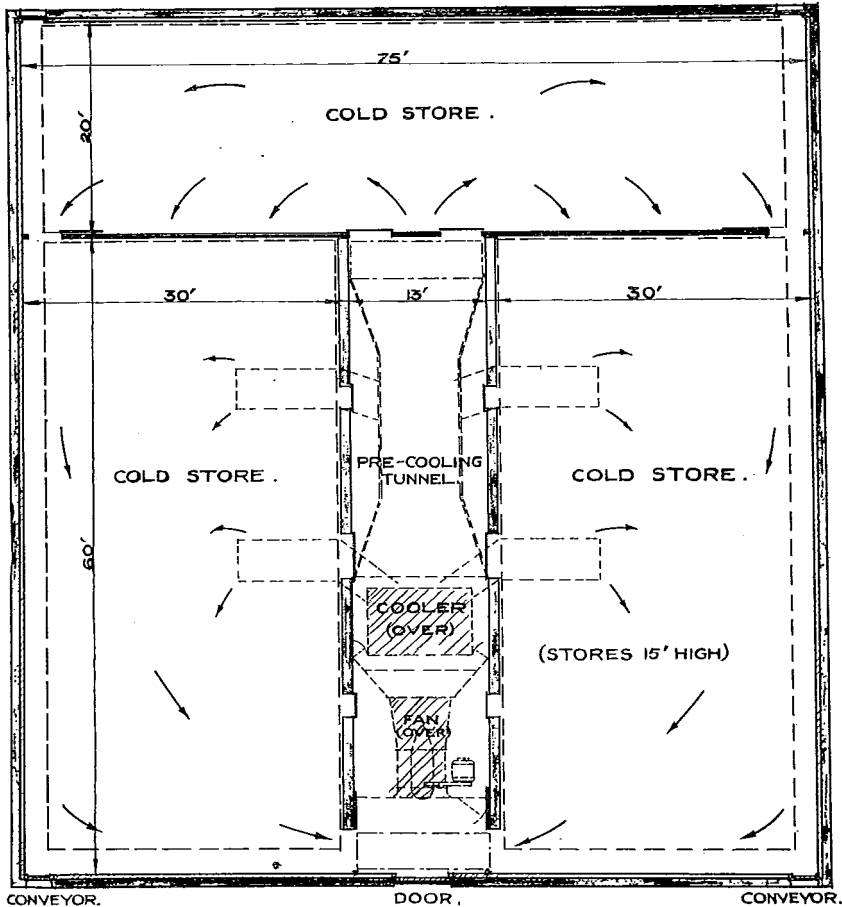 75'
20'
COLD STORE.
30'
13'
30'
COLD STORE.
PRE-COOLING
TUNNEL
COLD STORE.
60'
COOLER
(OVER)
(STORES 15' HIGH)
FAN
(OVER)
CONVEYOR.
DOOR,
CONVEYOR.